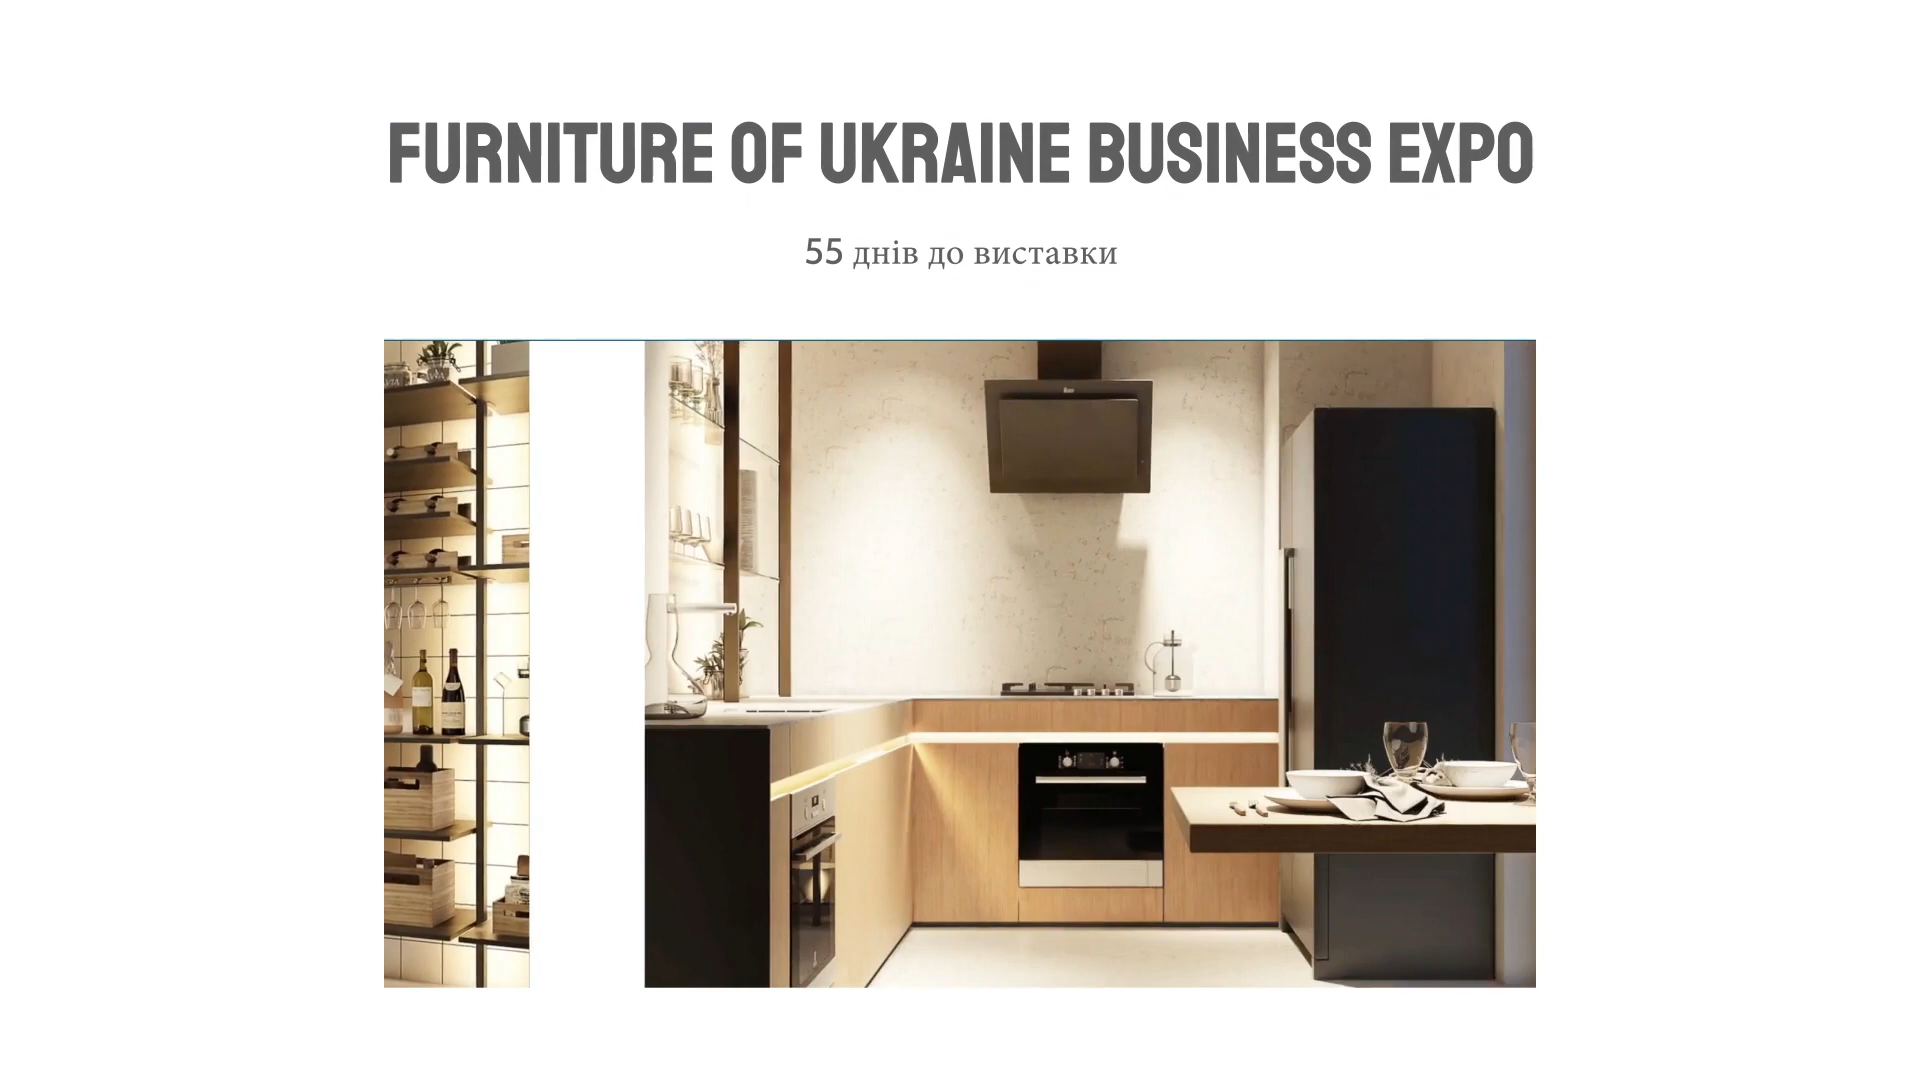 FURNITURE OF UKRAINE BUSINESS EXPO
55 днів до виставки